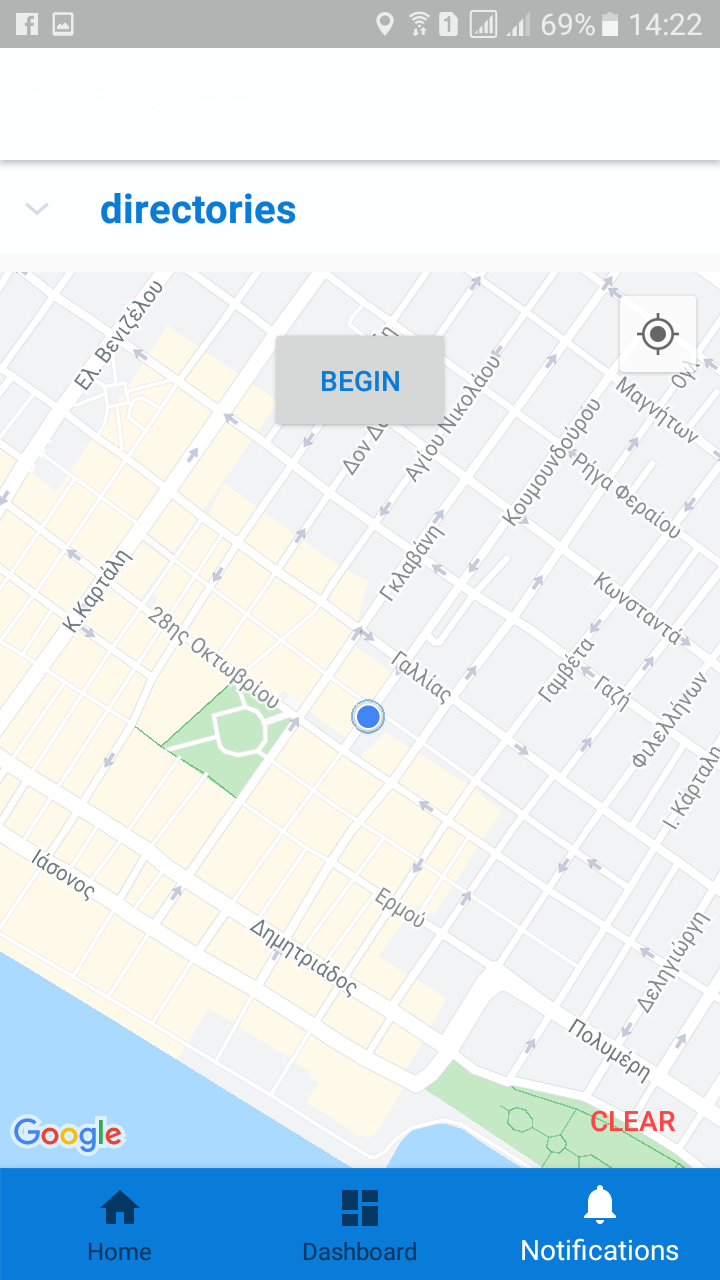 69% 14:22
directories
Ελ. Βενιζέλου
BEGIN
Μαγνήτων
Αγίου Νικολάου
Κουμουνδούρου
Ρήγα Φεραίου
Γκλαβάνη
Κ.Καρτάλη
28ης Οκτωβρίου
Κωνσταντά
Γαλλίας
Γαμβέτα
Γαζή
Φιλελλήνων
Ι. Κάρτάλη
Ιάσονος
Ερμού
Δημητριάδος
Δεληγιώργη
Πολυμέρη
CLEAR
Google
Home
Dashboard
Notifications